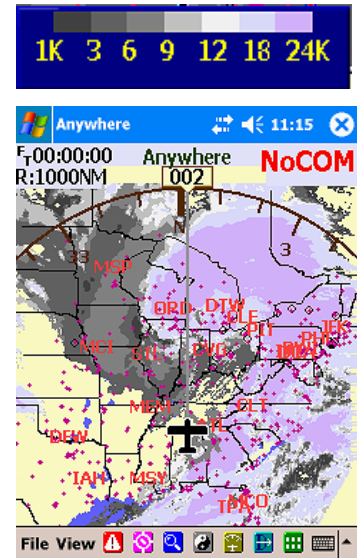 1K 3 6 9 12 18 24K
Anywhere 11:15
FT00:00:00 Anywhere NoCOM
R:1000NM 002
N
33 3
MSP
ORD DTW
CLE
PIT JFK
MCI STL CVG
MEM CLT
DFW
IAH MSY
TPA MCO
File View